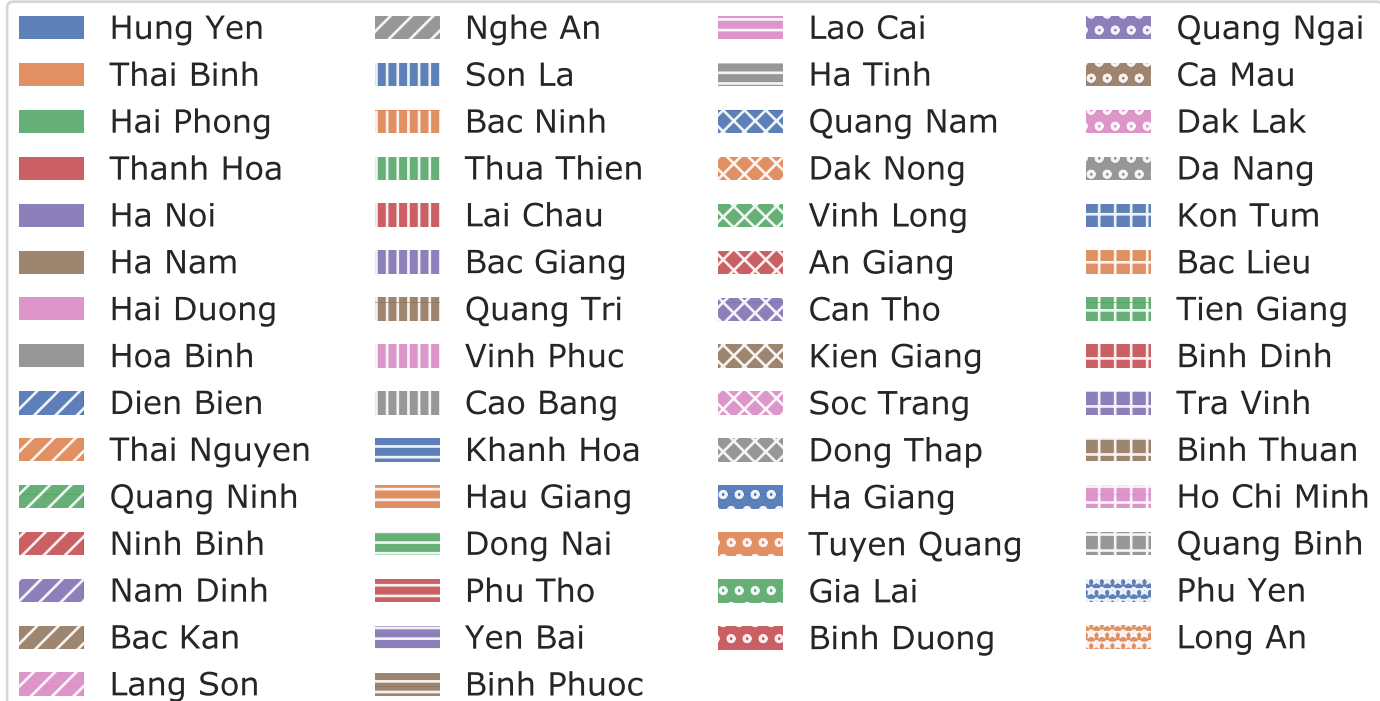 Hung Yen
Thai Binh
Hai Phong
Thanh Hoa
Ha Noi
Ha Nam
Hai Duong
Hoa Binh
Dien Bien
Thai Nguyen
Quang Ninh
Ninh Binh
Nam Dinh
Bac Kan
Lang Son
Nghe An
Son La
Bac Ninh
Thua Thien
Lai Chau
Bac Giang
Quang Tri
Vinh Phuc
Cao Bang
Khanh Hoa
Hau Giang
Dong Nai
Phu Tho
Yen Bai
Binh Phuoc
Lao Cai
Ha Tinh
Quang Nam
Dak Nong
Vinh Long
An Giang
Can Tho
Kien Giang
Soc Trang
Dong Thap
Ha Giang
Tuyen Quang
Gia Lai
Binh Duong
Quang Ngai
Ca Mau
Dak Lak
Da Nang
Kon Tum
Bac Lieu
Tien Giang
Binh Dinh
Tra Vinh
Binh Thuan
Ho Chi Minh
Quang Binh
Phu Yen
Long An